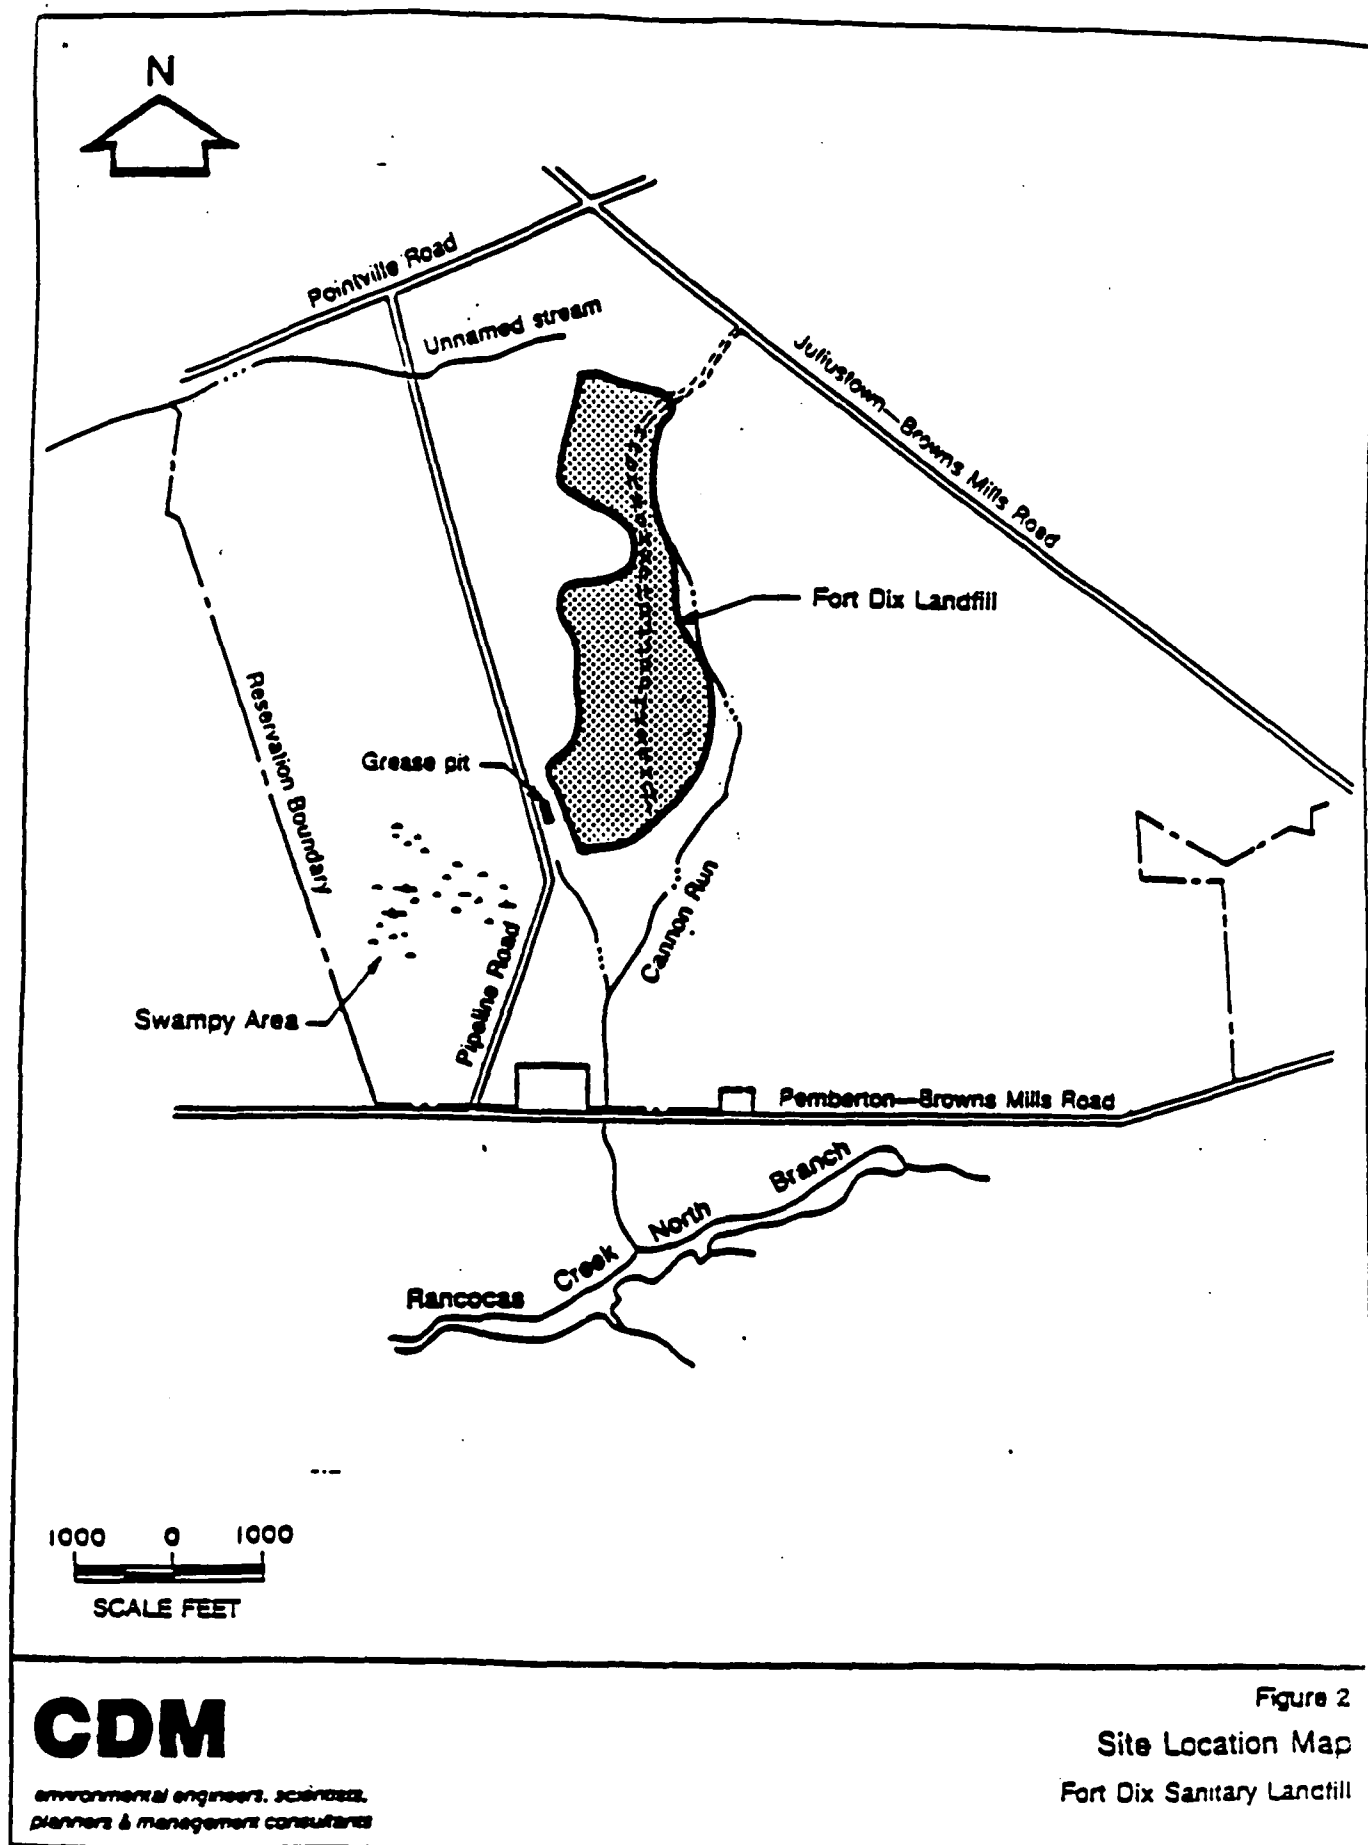 N
Pointville Road
Unnamed stream
Juliustown—Browns Mills Road
Fort Dix Landfill
Reservation Boundary
Grease pit
Cannon Run
Swampy Area
Pipeline Road
Pemberton—Browns Mills Road
Rancocas Creek North Branch
1000 0 1000
SCALE FEET
CDM
environmental engineers, scientists,
planners & management consultants
Figure 2
Site Location Map
Fort Dix Sanitary Landfill